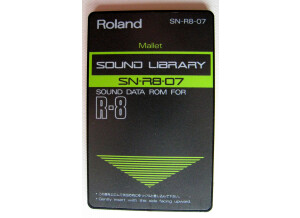 Roland SN-R8-07
Mallet
SOUND LIBRARY
SN-R8-07
SOUND DATA ROM FOR
R-8
• Gently insert with this side facing upward.